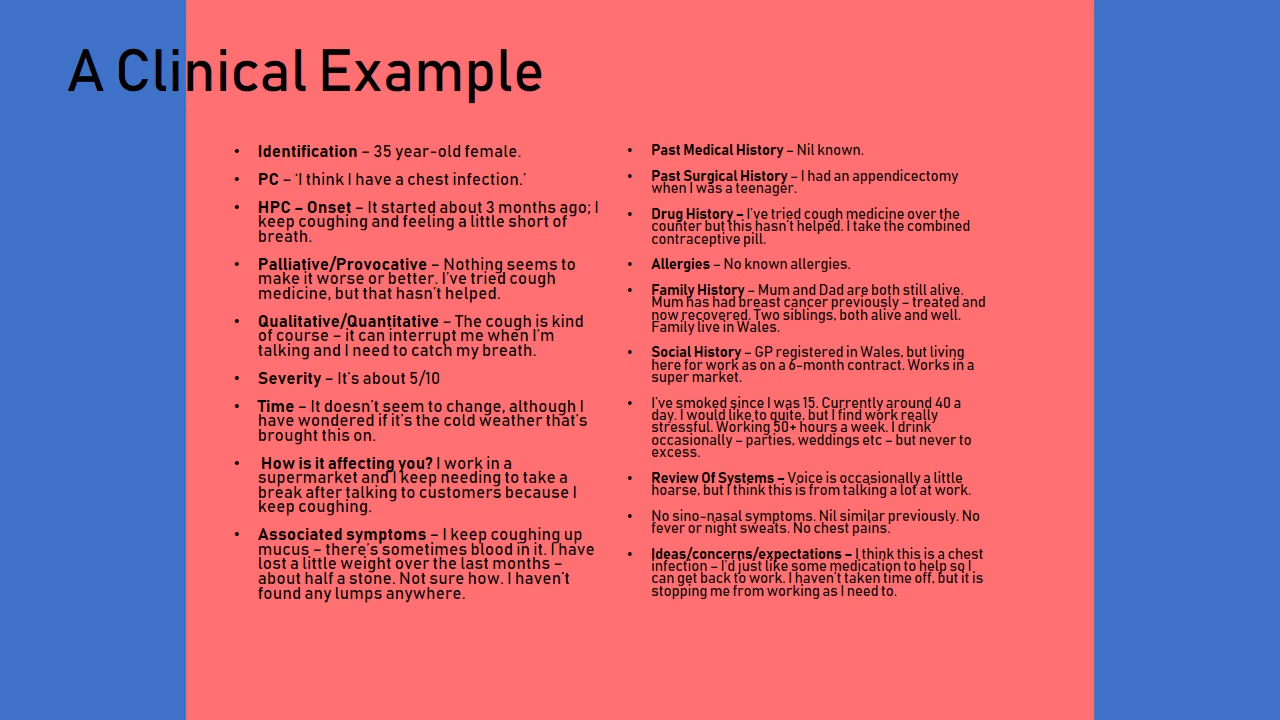 A Clinical Example
• Identification – 35 year-old female.
• PC – ‘I think I have a chest infection.’
• HPC – Onset – It started about 3 months ago; I
keep coughing and feeling a little short of
breath.
• Palliative/Provocative – Nothing seems to
make it worse or better. I’ve tried cough
medicine, but that hasn’t helped.
• Qualitative/Quantitative – The cough is kind
of course – it can interrupt me when I’m
talking and I need to catch my breath.
• Severity – It’s about 5/10
• Time – It doesn’t seem to change, although I
have wondered if it’s the cold weather that’s
brought this on.
• How is it affecting you? I work in a
supermarket and I keep needing to take a
break after talking to customers because I
keep coughing.
• Associated symptoms – I keep coughing up
mucus – there’s sometimes blood in it. I have
lost a little weight over the last months –
about half a stone. Not sure how. I haven’t
found any lumps anywhere.
• Past Medical History – Nil known.
• Past Surgical History – I had an appendicectomy
when I was a teenager.
• Drug History – I’ve tried cough medicine over the
counter but this hasn’t helped. I take the combined
contraceptive pill.
• Allergies – No known allergies.
• Family History – Mum and Dad are both still alive.
Mum has had breast cancer previously – treated and
now recovered. Two siblings, both alive and well.
Family live in Wales.
• Social History – GP registered in Wales, but living
here for work as on a 6-month contract. Works in a
super market.
• I’ve smoked since I was 15. Currently around 40 a
day. I would like to quite, but I find work really
stressful. Working 50+ hours a week. I drink
occasionally – parties, weddings etc – but never to
excess.
• Review Of Systems – Voice is occasionally a little
hoarse, but I think this is from talking a lot at work.
• No sino-nasal symptoms. Nil similar previously. No
fever or night sweats. No chest pains.
• Ideas/concerns/expectations – I think this is a chest
infection – I’d just like some medication to help so I
can get back to work. I haven’t taken time off, but it is
stopping me from working as I need to.